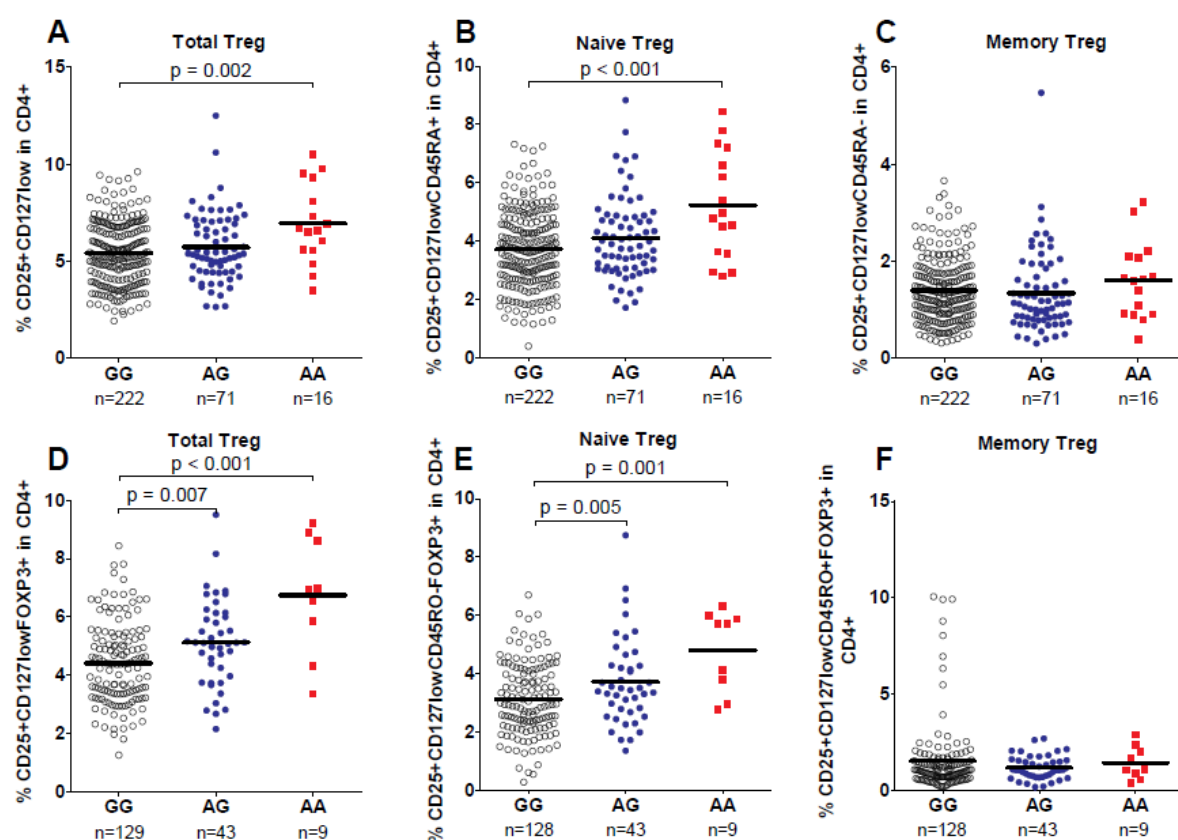 A
Total Treg
p = 0.002
% CD25+CD127low in CD4+
15
10
5
0
GG AG AA
n=222 n=71 n=16
B
Naive Treg
p < 0.001
% CD25+CD127lowCD45RA+ in CD4+
10
8
6
4
2
0
GG AG AA
n=222 n=71 n=16
C
Memory Treg
% CD25+CD127lowCD45RA- in CD4+
6
4
2
0
GG AG AA
n=222 n=71 n=16
D
Total Treg
p < 0.001
p = 0.007
% CD25+CD127lowFOXP3+ in CD4+
10
8
6
4
2
0
GG AG AA
n=129 n=43 n=9
E
Naive Treg
p = 0.001
p = 0.005
% CD25+CD127lowCD45RO-FOXP3+ in CD4+
10
8
6
4
2
0
GG AG AA
n=128 n=43 n=9
F
Memory Treg
% CD25+CD127lowCD45RO+FOXP3+ in
CD4+
15
10
5
0
GG AG AA
n=128 n=43 n=9